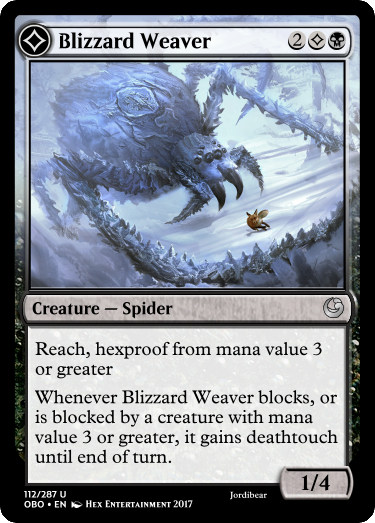 Blizzard Weaver 2
Creature — Spider
Reach, hexproof from mana value 3
or greater
Whenever Blizzard Weaver blocks, or
is blocked by a creature with mana
value 3 or greater, it gains deathtouch
until end of turn.
1/4
112/287 U
OBO • EN Hex Entertainment 2017 Jordibear